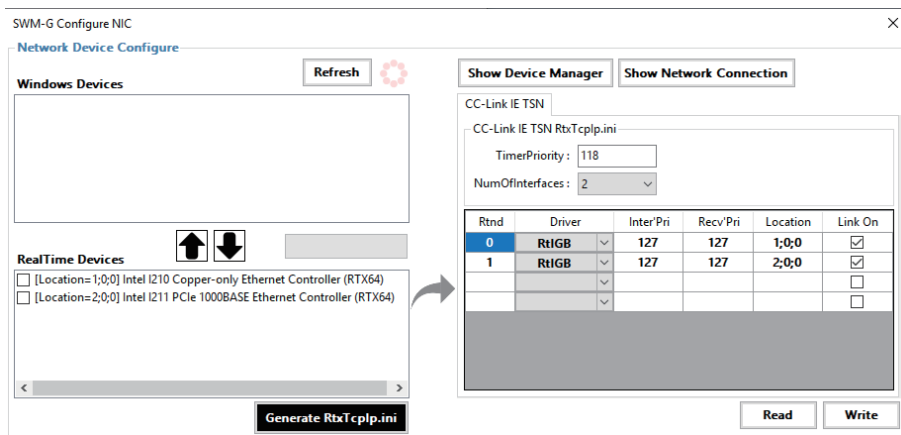 SWM-G Configure NIC
Network Device Configure
Windows Devices
Refresh
RealTime Devices
[Location=1;0;0] Intel I210 Copper-only Ethernet Controller (RTX64)
[Location=2;0;0] Intel I211 PCIe 1000BASE Ethernet Controller (RTX64)
Generate RtxTcpIp.ini
Show Device Manager
Show Network Connection
CC-Link IE TSN
CC-Link IE TSN RtxTcpIp.ini
TimerPriority : 118
NumOfInterfaces : 2
Rtnd Driver Inter'Pri Recv'Pri Location Link On
0 RtIGB 127 127 1;0;0
1 RtIGB 127 127 2;0;0
Read
Write